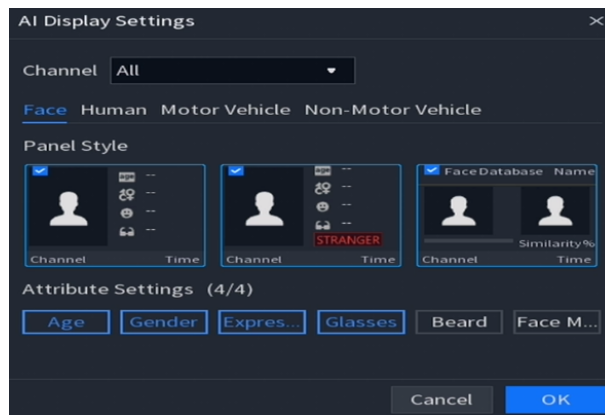 AI Display Settings
Channel All
Face Human Motor Vehicle Non-Motor Vehicle
Panel Style
--
--
--
--
Channel Time
--
--
--
--
STRANGER
Channel Time
FaceDatabase Name
Similarity%
Channel Time
Attribute Settings (4/4)
Age Gender Expres... Glasses Beard Face M...
Cancel OK